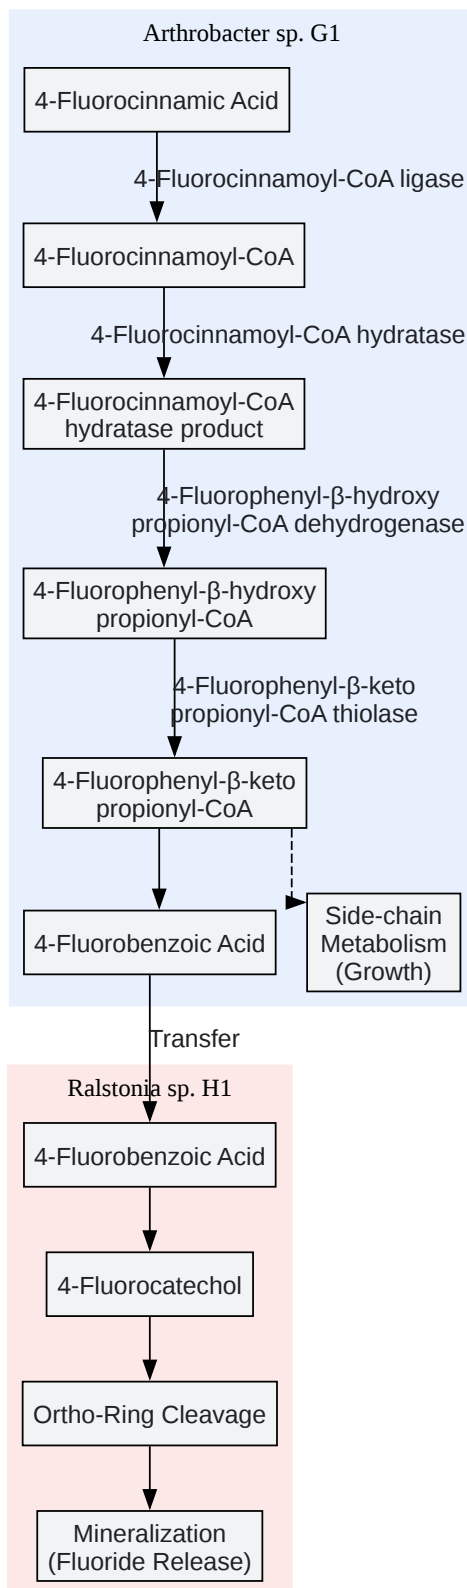 Arthrobacter sp. G1
4-Fluorocinnamic Acid
4-Fluorocinnamoyl-CoA ligase
4-Fluorocinnamoyl-CoA
4-Fluorocinnamoyl-CoA hydratase
4-Fluorocinnamoyl-CoA
hydratase product
4-Fluorophenyl-β-hydroxy
propionyl-CoA dehydrogenase
4-Fluorophenyl-β-hydroxy
propionyl-CoA
4-Fluorophenyl-β-keto
propionyl-CoA thiolase
4-Fluorophenyl-β-keto
propionyl-CoA
4-Fluorobenzoic Acid
Side-chain
Metabolism
(Growth)
Transfer
Ralstonia sp. H1
4-Fluorobenzoic Acid
4-Fluorocatechol
Ortho-Ring Cleavage
Mineralization
(Fluoride Release)